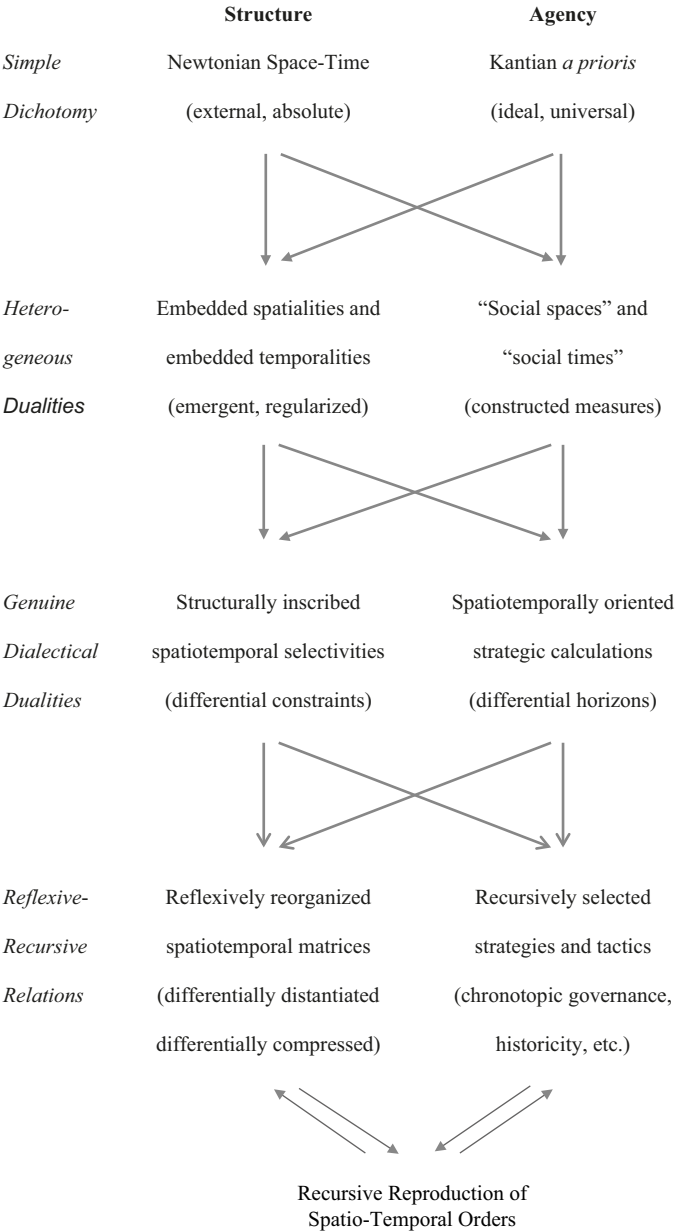 Structure Agency
Simple Newtonian Space-Time Kantian a prioris
Dichotomy (external, absolute) (ideal, universal)
Hetero- Embedded spatialities and “Social spaces” and
geneous embedded temporalities “social times”
Dualities (emergent, regularized) (constructed measures)
Genuine Structurally inscribed Spatiotemporally oriented
Dialectical spatiotemporal selectivities strategic calculations
Dualities (differential constraints) (differential horizons)
Reflexive- Reflexively reorganized Recursively selected
Recursive spatiotemporal matrices strategies and tactics
Relations (differentially distantiated (chronotopic governance,
differentially compressed) historicity, etc.)
Recursive Reproduction of
Spatio-Temporal Orders